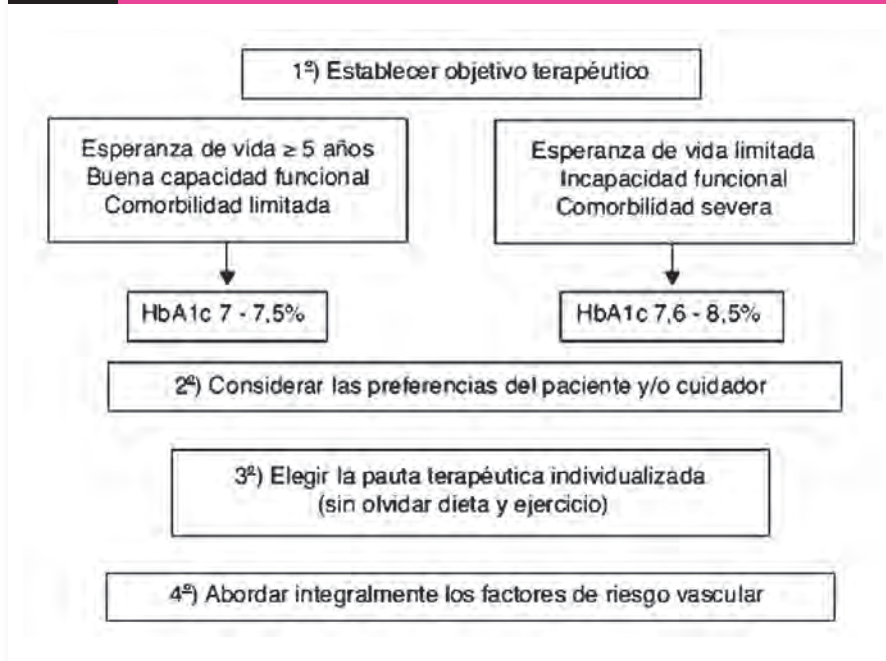 1º) Establecer objetivo terapéutico
Esperanza de vida ≥ 5 años
Buena capacidad funcional
Comorbilidad limitada
Esperanza de vida limitada
Incapacidad funcional
Comorbilidad severa
HbA1c 7 - 7,5%
HbA1c 7,6 - 8,5%
2º) Considerar las preferencias del paciente y/o cuidador
3º) Elegir la pauta terapéutica individualizada
(sin olvidar dieta y ejercicio)
4º) Abordar integralmente los factores de riesgo vascular